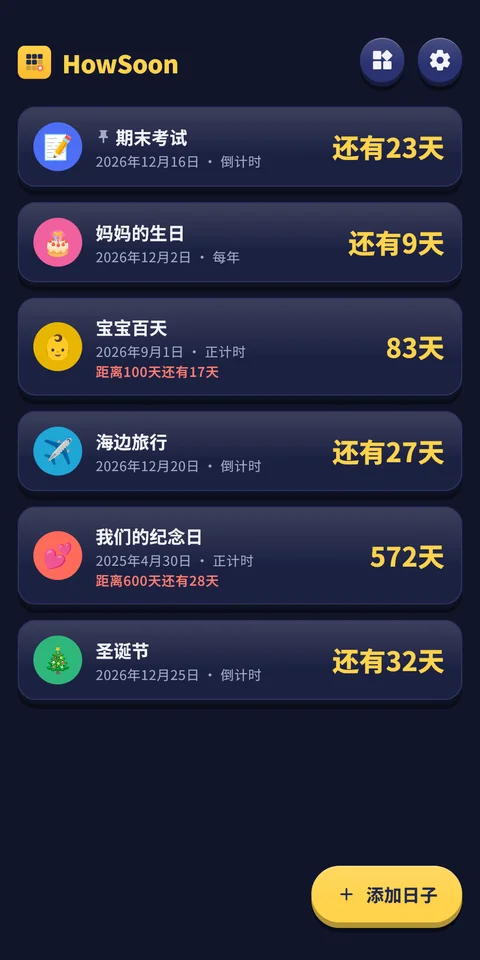 HowSoon
期末考试
2026年12月16日 · 倒计时
还有23天
妈妈的生日
2026年12月2日 · 每年
还有9天
宝宝百天
2026年9月1日 · 正计时
距离100天还有17天
83天
海边旅行
2026年12月20日 · 倒计时
还有27天
我们的纪念日
2025年4月30日 · 正计时
距离600天还有28天
572天
圣诞节
2026年12月25日 · 倒计时
还有32天
+ 添加日子